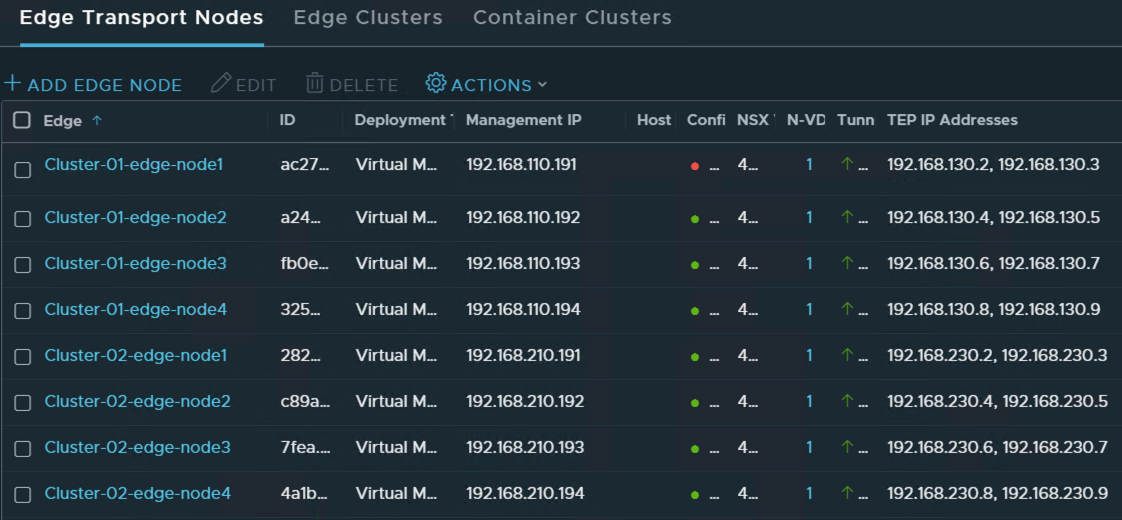 Edge Transport Nodes Edge Clusters Container Clusters
+ ADD EDGE NODE EDIT DELETE ACTIONS
Edge ↑ ID Deployment Management IP Host Confi NSX N-VD Tunn TEP IP Addresses
Cluster-01-edge-node1 ac27... Virtual M... 192.168.110.191 ... 4... 1 ↑ ... 192.168.130.2, 192.168.130.3
Cluster-01-edge-node2 a24... Virtual M... 192.168.110.192 ... 4... 1 ↑ ... 192.168.130.4, 192.168.130.5
Cluster-01-edge-node3 fb0e... Virtual M... 192.168.110.193 ... 4... 1 ↑ ... 192.168.130.6, 192.168.130.7
Cluster-01-edge-node4 325... Virtual M... 192.168.110.194 ... 4... 1 ↑ ... 192.168.130.8, 192.168.130.9
Cluster-02-edge-node1 282... Virtual M... 192.168.210.191 ... 4... 1 ↑ ... 192.168.230.2, 192.168.230.3
Cluster-02-edge-node2 c89a... Virtual M... 192.168.210.192 ... 4... 1 ↑ ... 192.168.230.4, 192.168.230.5
Cluster-02-edge-node3 7fea... Virtual M... 192.168.210.193 ... 4... 1 ↑ ... 192.168.230.6, 192.168.230.7
Cluster-02-edge-node4 4a1b... Virtual M... 192.168.210.194 ... 4... 1 ↑ ... 192.168.230.8, 192.168.230.9